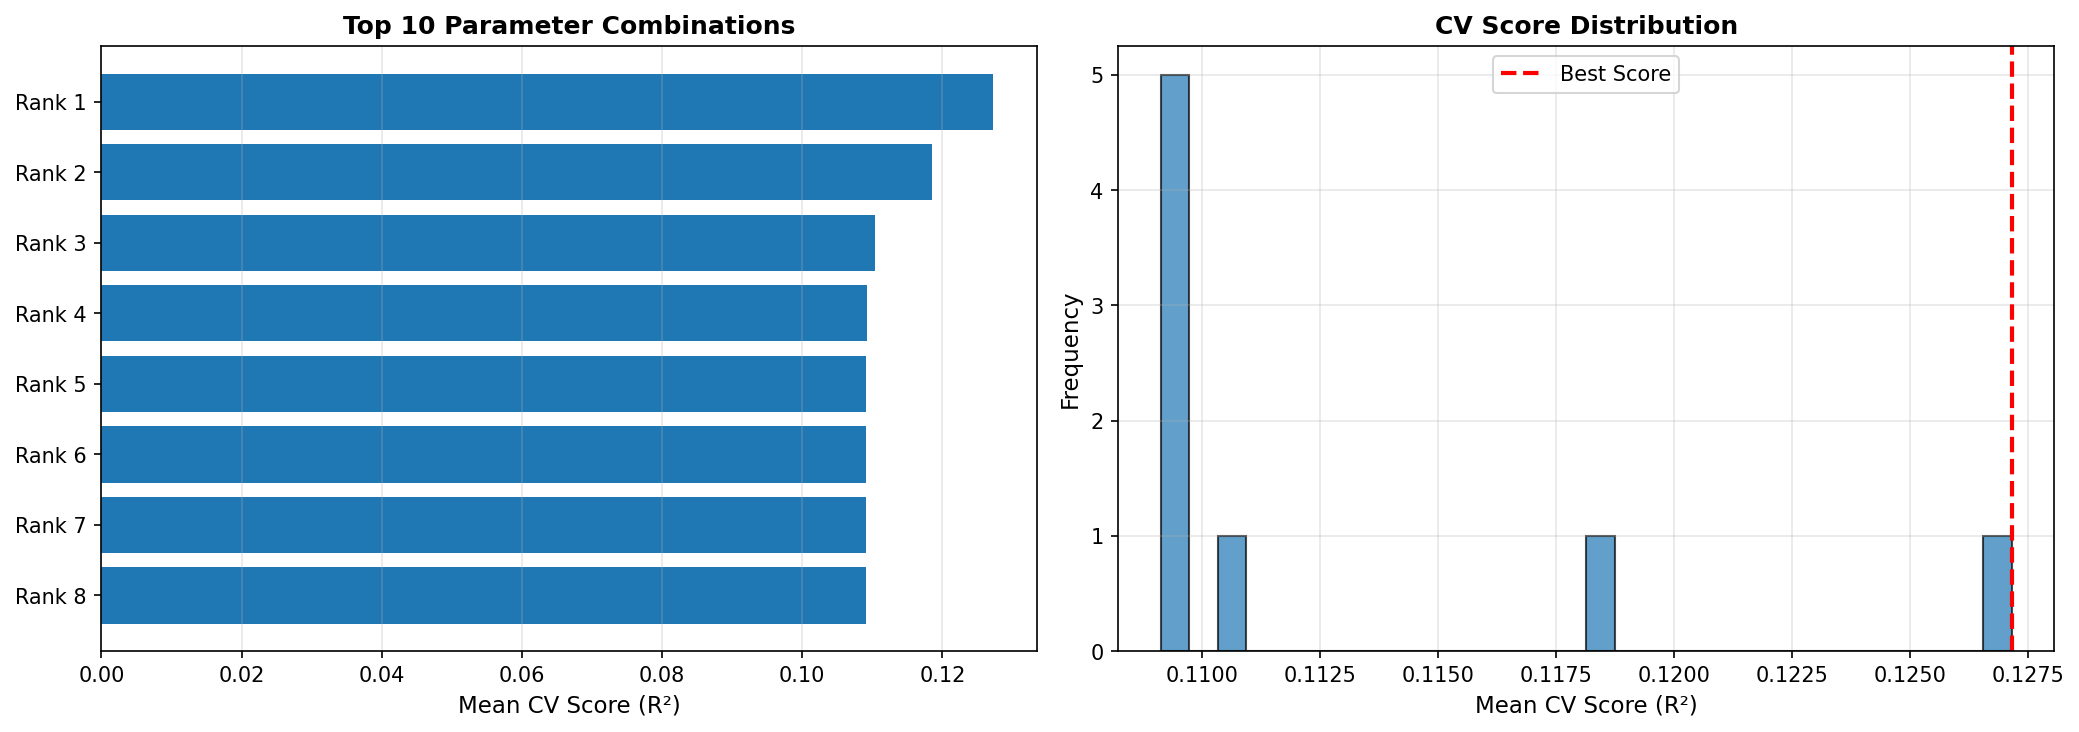 Top 10 Parameter Combinations
Rank 1
Rank 2
Rank 3
Rank 4
Rank 5
Rank 6
Rank 7
Rank 8
0.00 0.02 0.04 0.06 0.08 0.10 0.12
Mean CV Score (R²)
CV Score Distribution
Best Score
Frequency
5
4
3
2
1
0
0.1100 0.1125 0.1150 0.1175 0.1200 0.1225 0.1250 0.1275
Mean CV Score (R²)